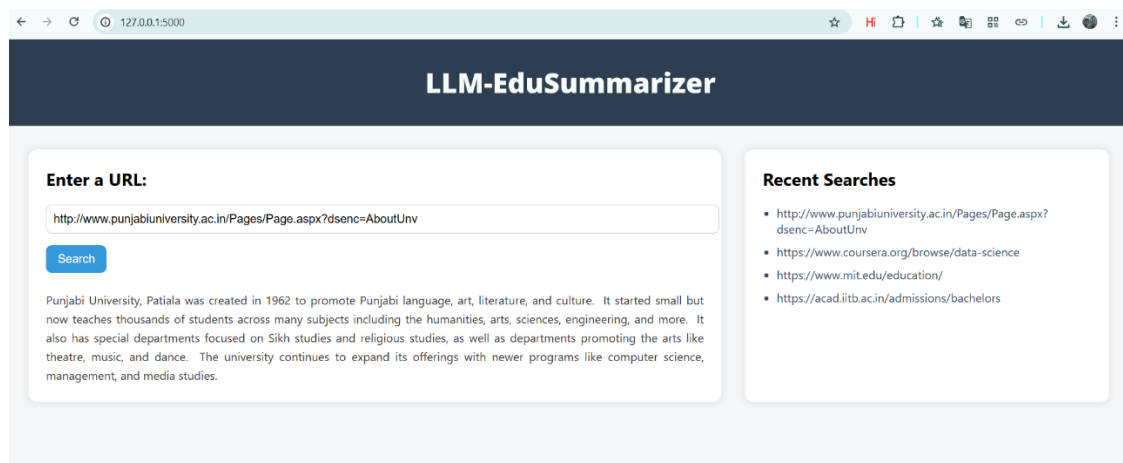 127.0.0.1:5000
Hi
LLM-EduSummarizer
Enter a URL:
http://www.punjabiuniversity.ac.in/Pages/Page.aspx?dsenc=AboutUnv
Search
Punjabi University, Patiala was created in 1962 to promote Punjabi language, art, literature, and culture. It started small but
now teaches thousands of students across many subjects including the humanities, arts, sciences, engineering, and more. It
also has special departments focused on Sikh studies and religious studies, as well as departments promoting the arts like
theatre, music, and dance. The university continues to expand its offerings with newer programs like computer science,
management, and media studies.
Recent Searches
• http://www.punjabiuniversity.ac.in/Pages/Page.aspx?
dsenc=AboutUnv
• https://www.coursera.org/browse/data-science
• https://www.mit.edu/education/
• https://acad.iitb.ac.in/admissions/bachelors